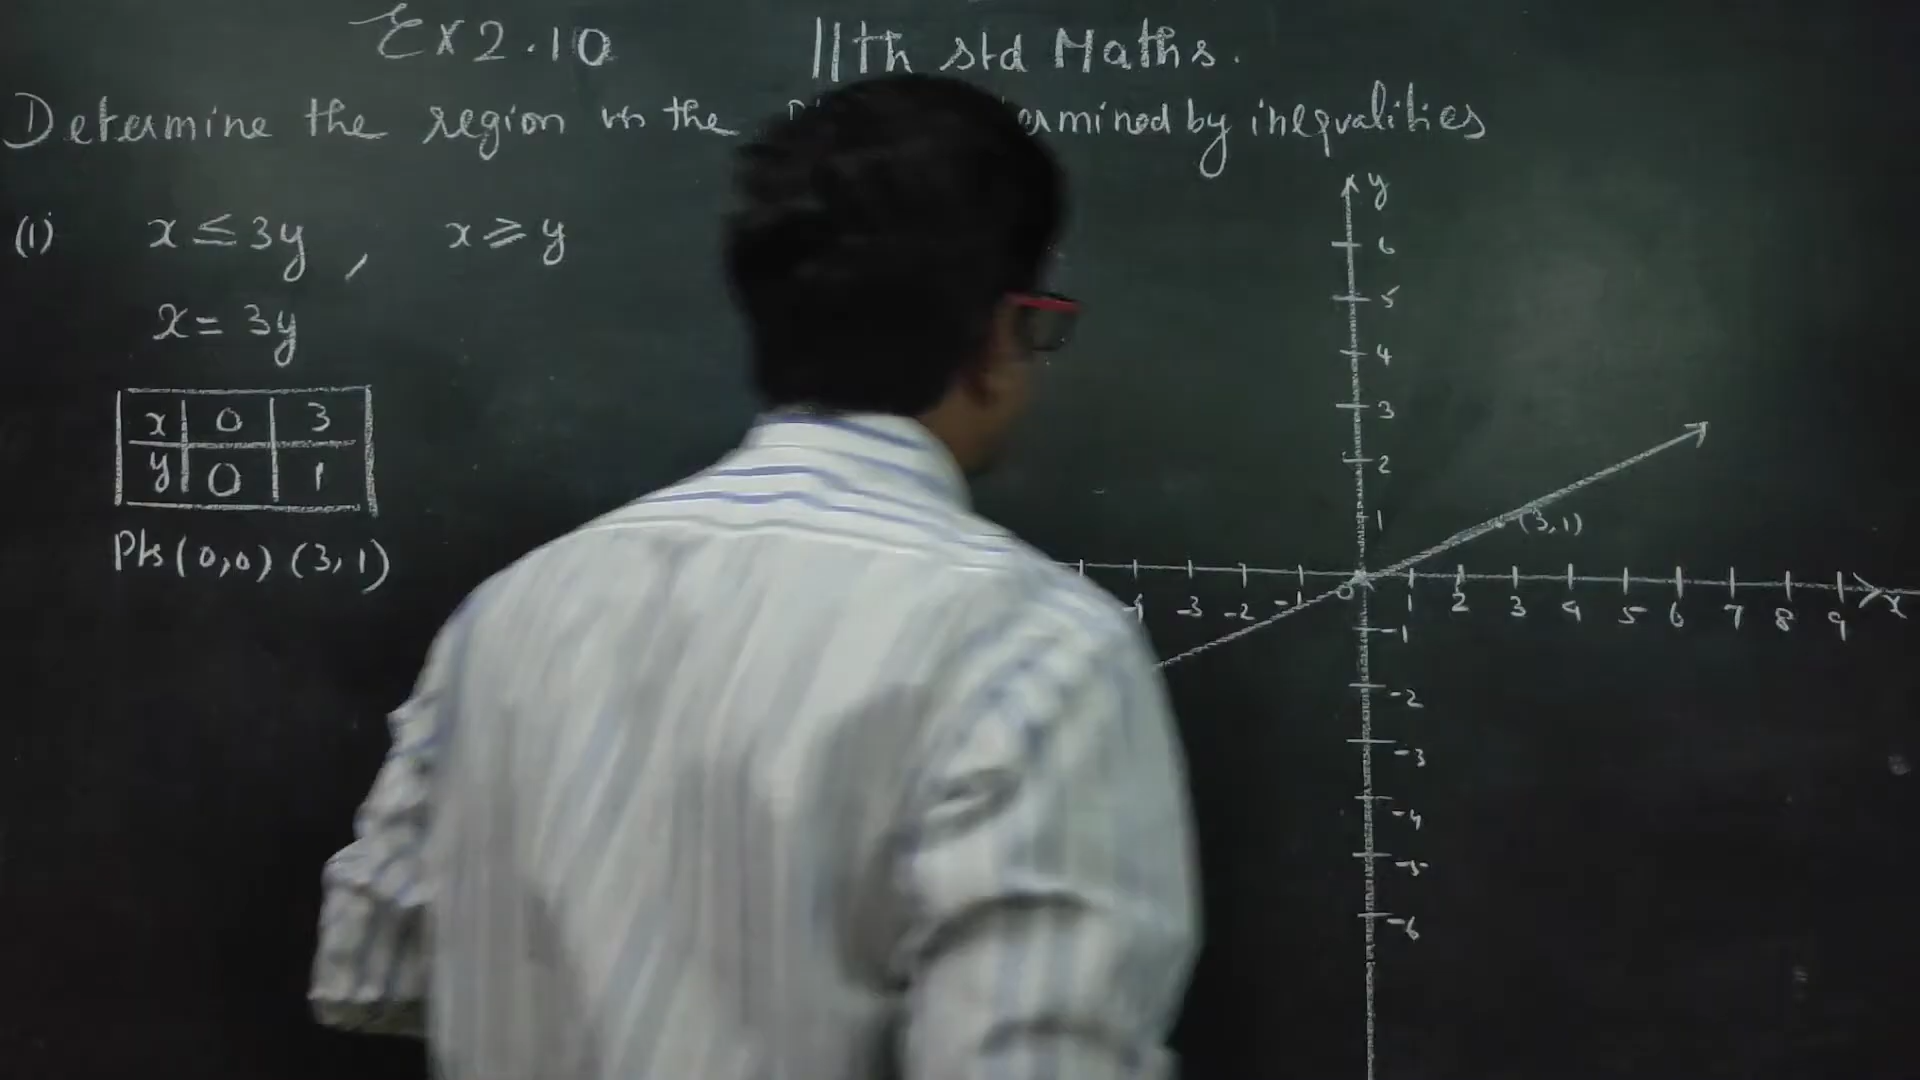 Ex 2.10 11th std Maths.
Determine the region in the ermined by inequalities
(1) x ≤ 3y , x ≥ y
x = 3y
x 0 3
y 0 1
Pts (0,0) (3,1)
y
6
5
4
3
2
1
(3,1)
-4 -3 -2 -1 0 1 2 3 4 5 6 7 8 9 x
-1
-2
-3
-4
-5
-6